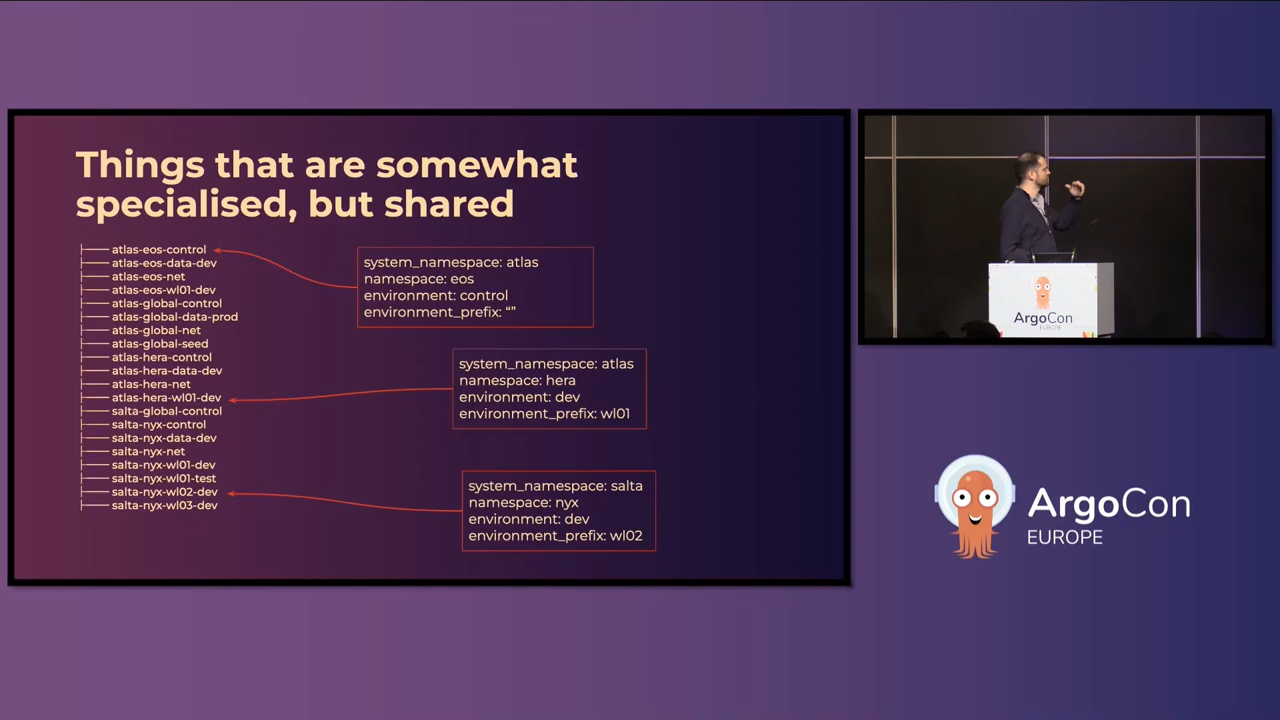 Things that are somewhat
specialised, but shared
atlas-eos-control
atlas-eos-data-dev
atlas-eos-net
atlas-eos-wl01-dev
atlas-global-control
atlas-global-data-prod
atlas-global-net
atlas-global-seed
atlas-hera-control
atlas-hera-data-dev
atlas-hera-net
atlas-hera-wl01-dev
salta-global-control
salta-nyx-control
salta-nyx-data-dev
salta-nyx-net
salta-nyx-wl01-dev
salta-nyx-wl01-test
salta-nyx-wl02-dev
salta-nyx-wl03-dev
system_namespace: atlas
namespace: eos
environment: control
environment_prefix: “”
system_namespace: atlas
namespace: hera
environment: dev
environment_prefix: wl01
system_namespace: salta
namespace: nyx
environment: dev
environment_prefix: wl02
ArgoCon
EUROPE
ArgoCon
EUROPE